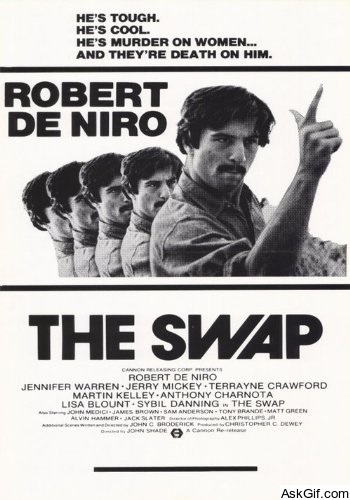 HE'S TOUGH.
HE'S COOL.
HE'S MURDER ON WOMEN...
AND THEY'RE DEATH ON HIM.
ROBERT
DE NIRO
THE SWAP
CANNON RELEASING CORP. PRESENTS
ROBERT DE NIRO
JENNIFER WARREN • JERRY MICKEY • TERRAYNE CRAWFORD
MARTIN KELLEY • ANTHONY CHARNOTA
LISA BLOUNT • SYBIL DANNING IN THE SWAP
Also Starring JOHN MEDICI • JAMES BROWN • SAM ANDERSON • TONY BRANDE • MATT GREEN
ALVIN HAMMER • JACK SLATER Director of Photography ALEX PHILLIPS JR.
Additional Scenes Written and Directed by JOHN C. BRODERICK Produced by CHRISTOPHER C. DEWEY
Directed by JOHN SHADE A Cannon Re-release
AskGif.com